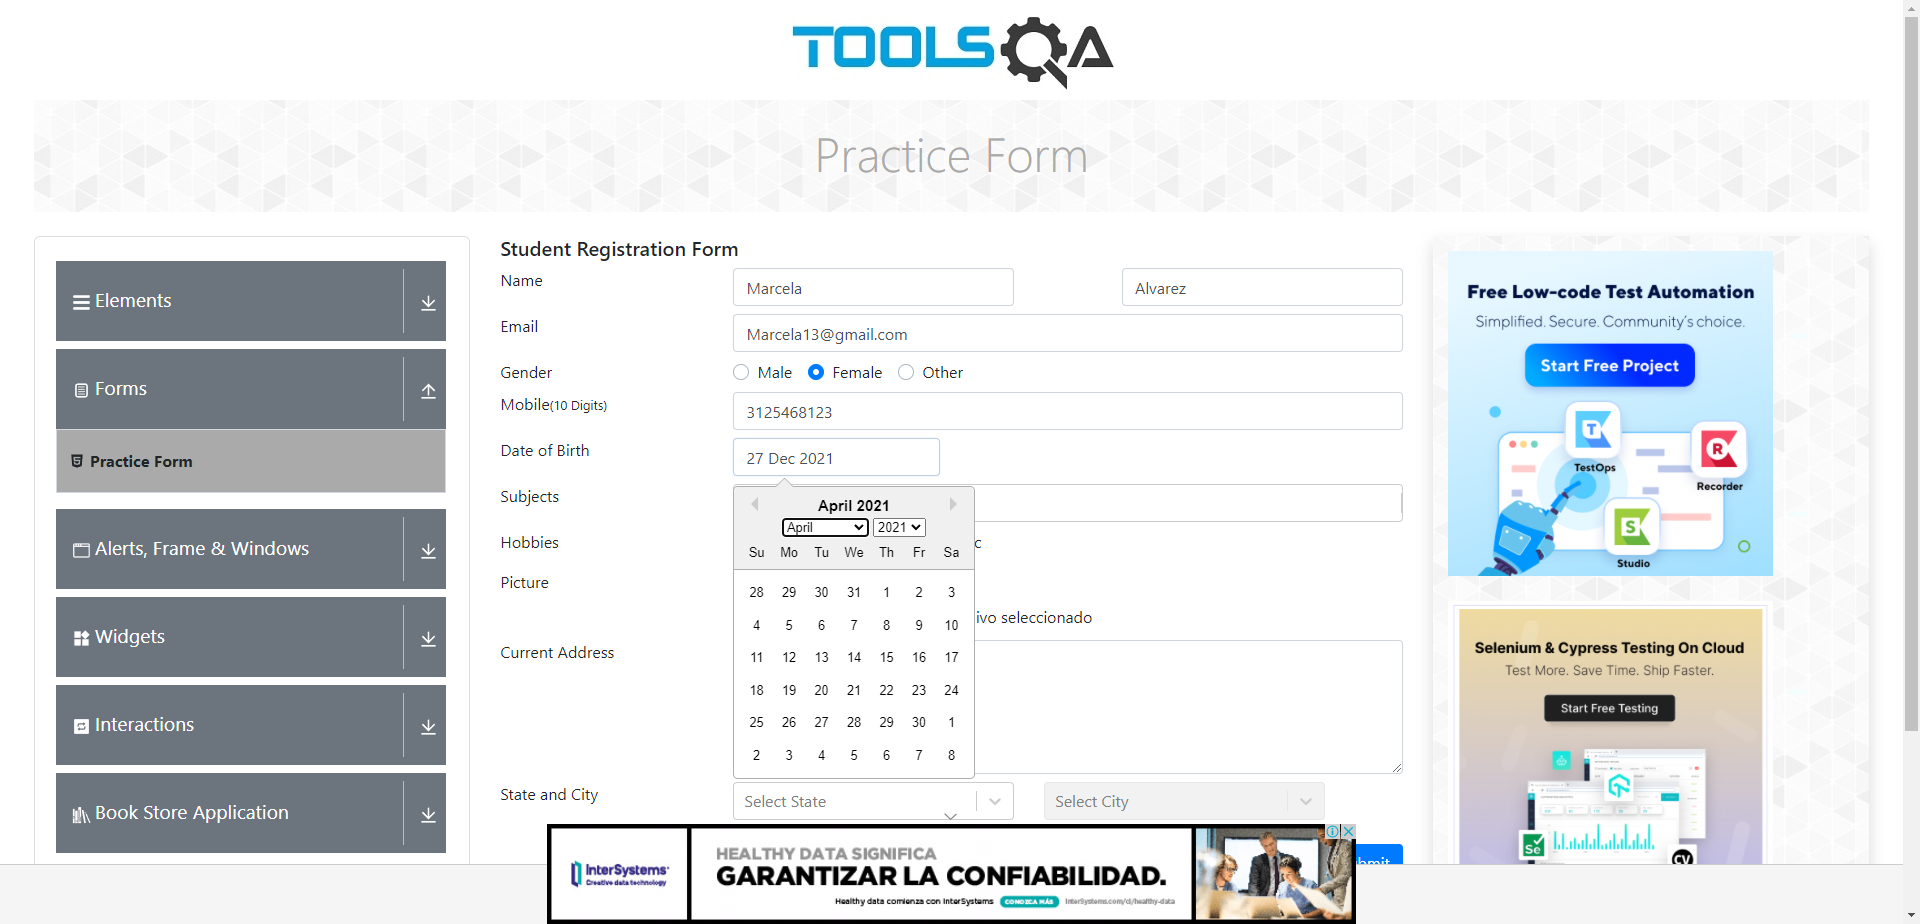 TOOLSQA
Practice Form
Elements
Forms
Practice Form
Alerts, Frame & Windows
Widgets
Interactions
Book Store Application
Student Registration Form
Name
Marcela
Alvarez
Email
Marcela13@gmail.com
Gender
Male
Female
Other
Mobile(10 Digits)
3125468123
Date of Birth
27 Dec 2021
Subjects
April 2021
April
2021
Su Mo Tu We Th Fr Sa
28 29 30 31 1 2 3
4 5 6 7 8 9 10
11 12 13 14 15 16 17
18 19 20 21 22 23 24
25 26 27 28 29 30 1
2 3 4 5 6 7 8
Hobbies
c
Picture
ivo seleccionado
Current Address
State and City
Select State
Select City
bmit
Free Low-code Test Automation
Simplified. Secure. Community's choice.
Start Free Project
T
TestOps
R
Recorder
S
Studio
Selenium & Cypress Testing On Cloud
Test More. Save Time. Ship Faster.
Start Free Testing
Se
CY
InterSystems
Creative data technology
HEALTHY DATA SIGNIFICA
GARANTIZAR LA CONFIABILIDAD.
Healthy data comienza con InterSystems
CONOZCA MÁS
InterSystems.com/cl/healthy-data